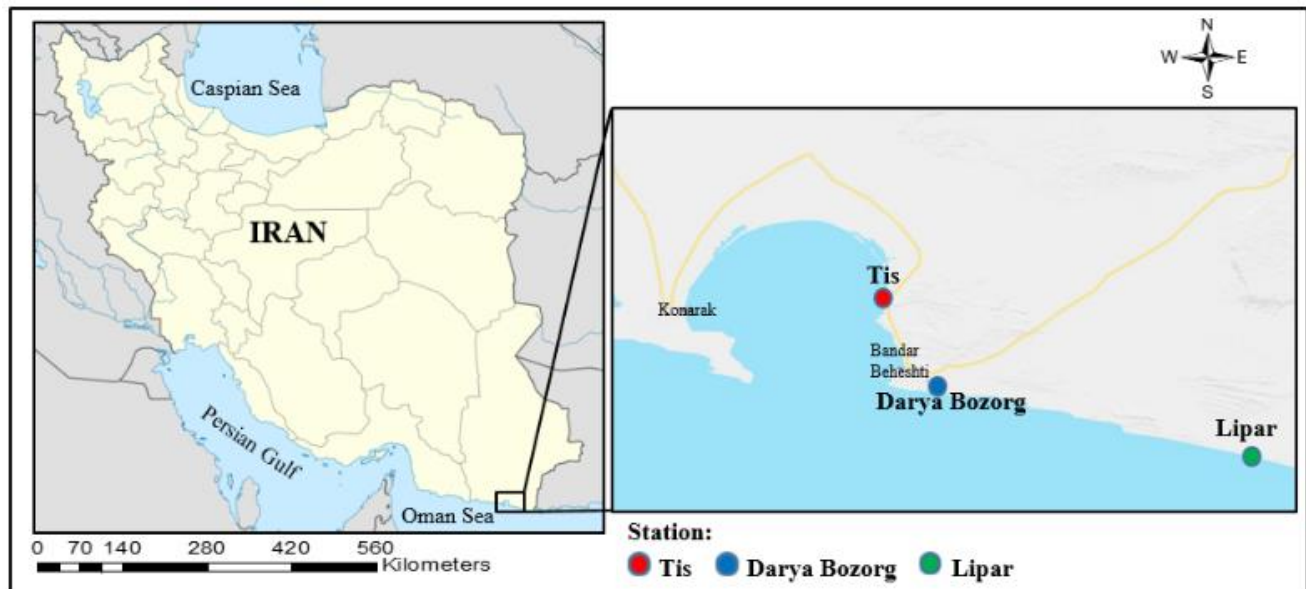 Caspian Sea
IRAN
Persian Gulf
Oman Sea
0 70 140 280 420 560
Kilometers
N
W E
S
Tis
Konarak
Bandar
Beheshti
Darya Bozorg
Lipar
Station:
Tis Darya Bozorg Lipar